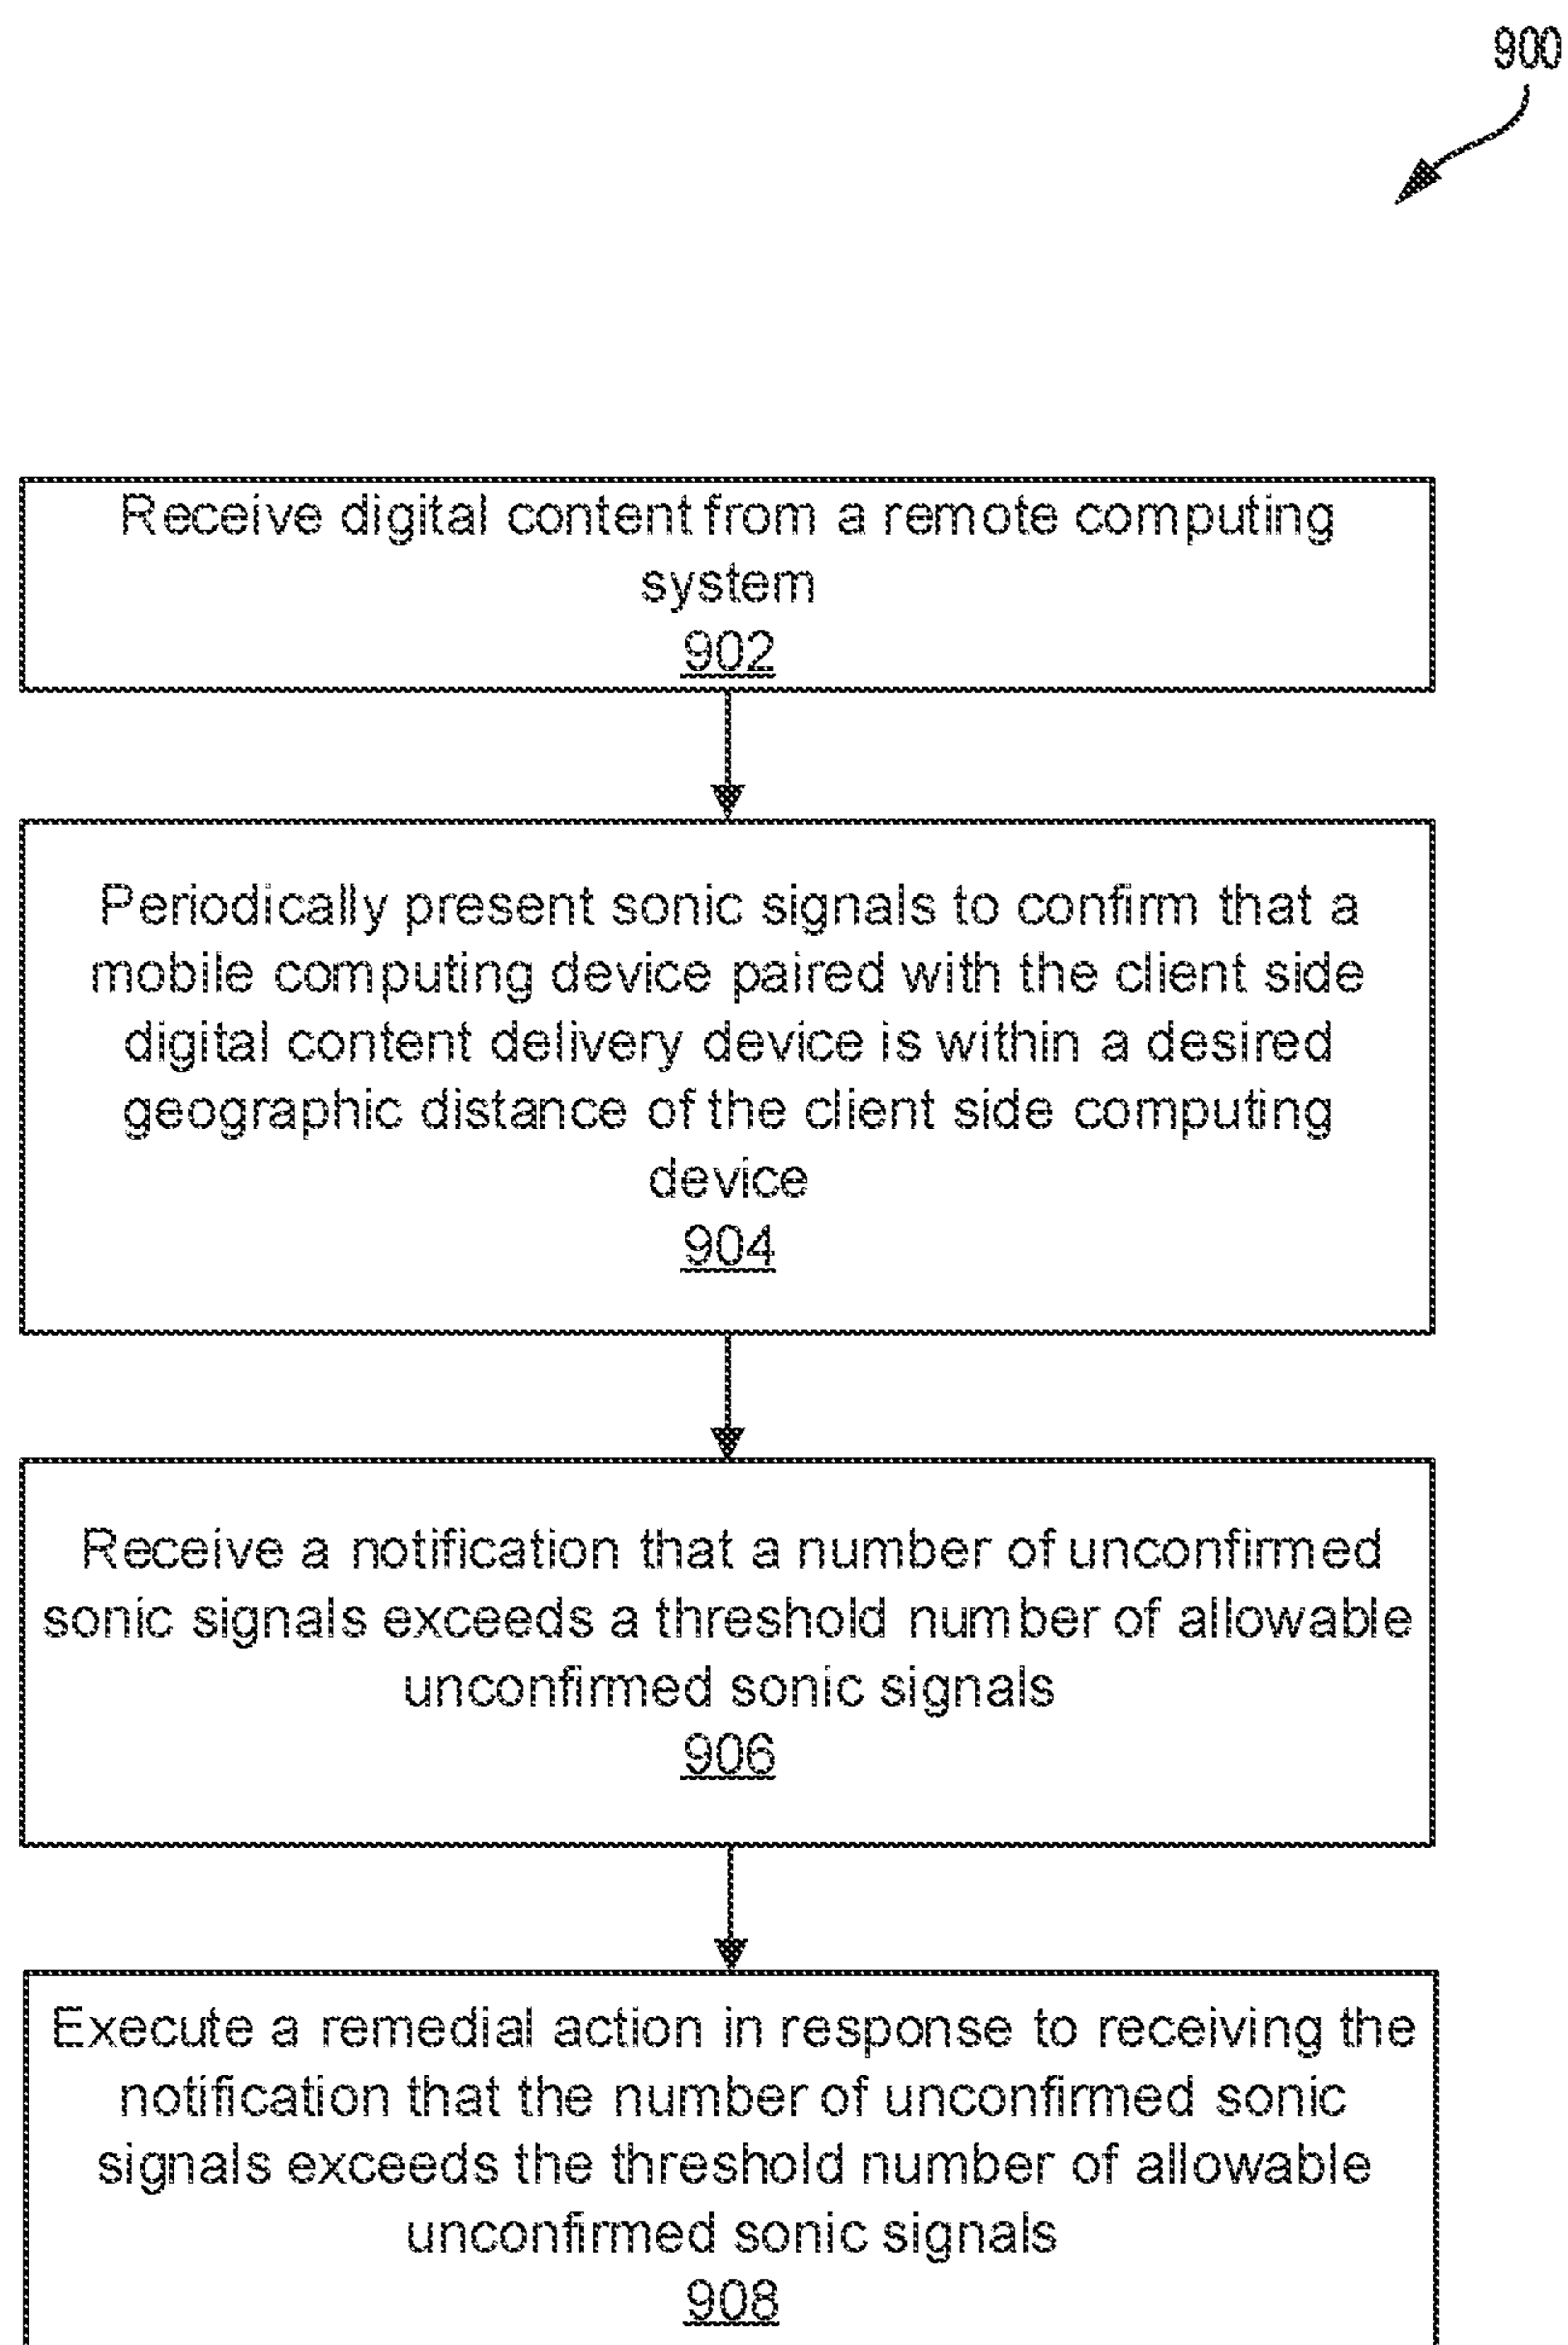 900
Receive digital content from a remote computing
system
902
Periodically present sonic signals to confirm that a
mobile computing device paired with the client side
digital content delivery device is within a desired
geographic distance of the client side computing
device
904
Receive a notification that a number of unconfirmed
sonic signals exceeds a threshold number of allowable
unconfirmed sonic signals
906
Execute a remedial action in response to receiving the
notification that the number of unconfirmed sonic
signals exceeds the threshold number of allowable
unconfirmed sonic signals
908